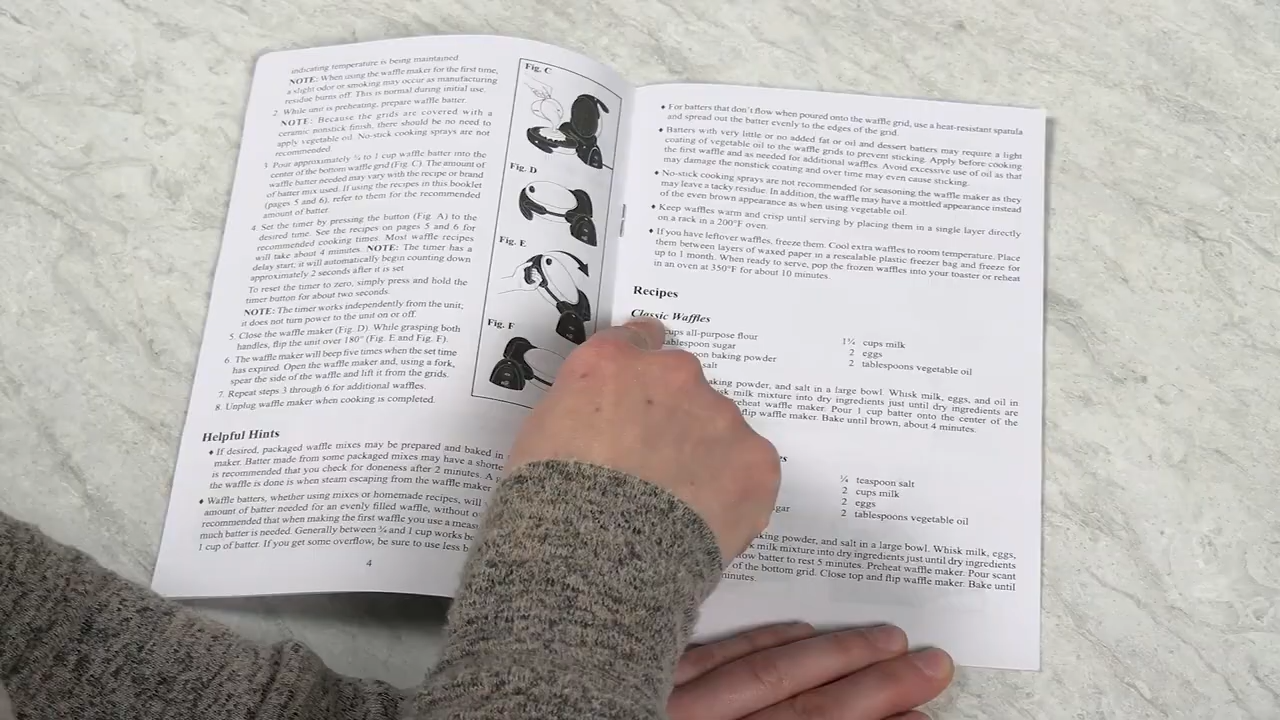 indicating temperature is being maintained.
NOTE: When using the waffle maker for the first time,
a slight odor or smoking may occur as manufacturing
residue burns off. This is normal during initial use.
2. While unit is preheating, prepare waffle batter.
NOTE: Because the grids are covered with a
ceramic nonstick finish, there should be no need to
apply vegetable oil. No-stick cooking sprays are not
recommended.
3. Pour approximately ¾ to 1 cup waffle batter into the
center of the bottom waffle grid (Fig. C). The amount of
waffle batter needed may vary with the recipe or brand
of batter mix used. If using the recipes in this booklet
(pages 5 and 6), refer to them for the recommended
amount of batter.
4. Set the timer by pressing the button (Fig. A) to the
desired time. See the recipes on pages 5 and 6 for
recommended cooking times. Most waffle recipes
will take about 4 minutes. NOTE: The timer has a
delay start; it will automatically begin counting down
approximately 2 seconds after it is set.
To reset the timer to zero, simply press and hold the
timer button for about two seconds.
NOTE: The timer works independently from the unit;
it does not turn power to the unit on or off.
5. Close the waffle maker (Fig. D). While grasping both
handles, flip the unit over 180° (Fig. E and Fig. F).
6. The waffle maker will beep five times when the set time
has expired. Open the waffle maker and, using a fork,
spear the side of the waffle and lift it from the grids.
7. Repeat steps 3 through 6 for additional waffles.
8. Unplug waffle maker when cooking is completed.
Fig. C
Fig. D
Fig. E
Fig. F
Helpful Hints
♦ If desired, packaged waffle mixes may be prepared and baked in
maker. Batter made from some packaged mixes may have a shorte
is recommended that you check for doneness after 2 minutes. A
the waffle is done is when steam escaping from the waffle maker
♦ Waffle batters, whether using mixes or homemade recipes, will
amount of batter needed for an evenly filled waffle, without o
recommended that when making the first waffle you use a meas
much batter is needed. Generally between ¾ and 1 cup works be
1 cup of batter. If you get some overflow, be sure to use less b
4
♦ For batters that don't flow when poured onto the waffle grid, use a heat-resistant spatula
and spread out the batter evenly to the edges of the grid.
♦ Batters with very little or no added fat or oil and dessert batters may require a light
coating of vegetable oil to the waffle grids to prevent sticking. Apply before cooking
the first waffle and as needed for additional waffles. Avoid excessive use of oil as that
may damage the nonstick coating and over time may even cause sticking.
♦ No-stick cooking sprays are not recommended for seasoning the waffle maker as they
may leave a tacky residue. In addition, the waffle may have a mottled appearance instead
of the even brown appearance as when using vegetable oil.
♦ Keep waffles warm and crisp until serving by placing them in a single layer directly
on a rack in a 200°F oven.
♦ If you have leftover waffles, freeze them. Cool extra waffles to room temperature. Place
them between layers of waxed paper in a resealable plastic freezer bag and freeze for
up to 1 month. When ready to serve, pop the frozen waffles into your toaster or reheat
in an oven at 350°F for about 10 minutes.
Recipes
Classic Waffles
cups all-purpose flour 1¾ cups milk
tablespoon sugar 2 eggs
oon baking powder 2 tablespoons vegetable oil
salt
aking powder, and salt in a large bowl. Whisk milk, eggs, and oil in
sk milk mixture into dry ingredients just until dry ingredients are
reheat waffle maker. Pour 1 cup batter onto the center of the
flip waffle maker. Bake until brown, about 4 minutes.
es
¼ teaspoon salt
2 cups milk
2 eggs
gar 2 tablespoons vegetable oil
king powder, and salt in a large bowl. Whisk milk, eggs,
milk mixture into dry ingredients just until dry ingredients
ow batter to rest 5 minutes. Preheat waffle maker. Pour scant
of the bottom grid. Close top and flip waffle maker. Bake until
inutes.